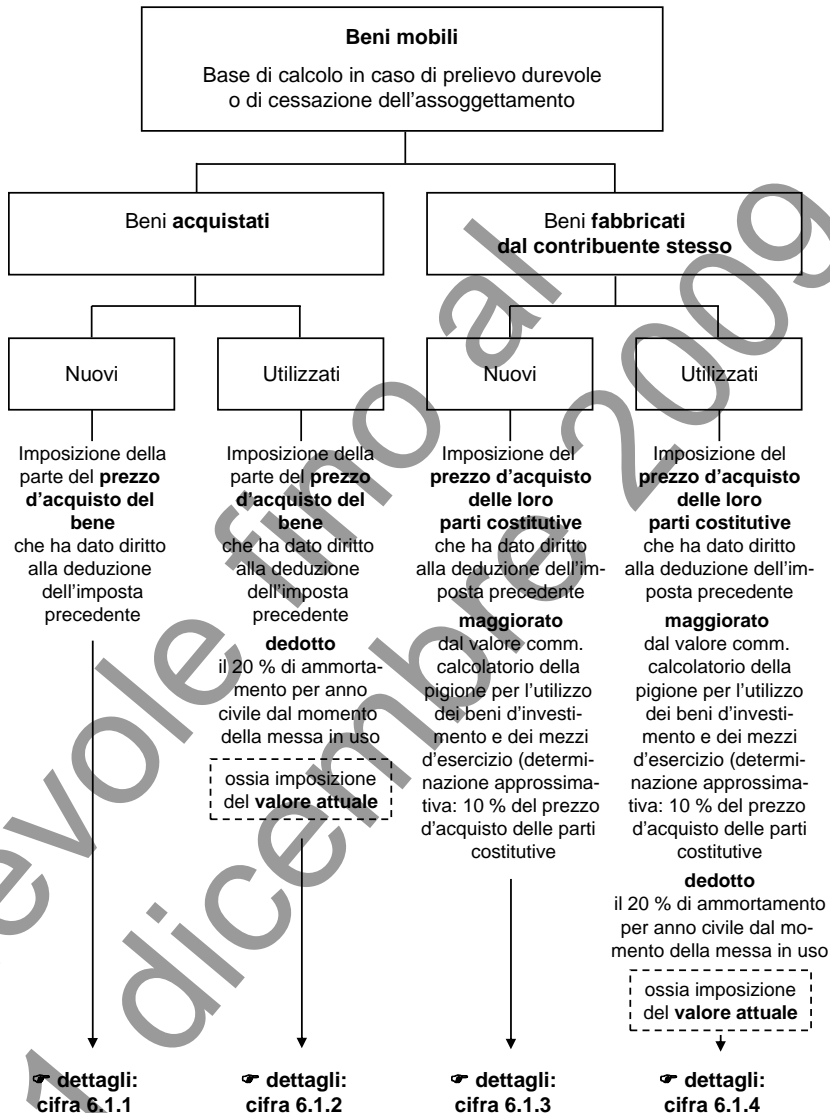 Beni mobili
Base di calcolo in caso di prelievo durevole
o di cessazione dell'assoggettamento
Beni acquistati
Beni fabbricati
dal contribuente stesso
Nuovi
Utilizzati
Nuovi
Utilizzati
Imposizione della
parte del prezzo
d'acquisto del
bene
che ha dato diritto
alla deduzione
dell'imposta
precedente
Imposizione della
parte del prezzo
d'acquisto del
bene
che ha dato diritto
alla deduzione
dell'imposta
precedente
dedotto
il 20 % di ammorta-
mento per anno
civile dal momento
della messa in uso
ossia imposizione
del valore attuale
Imposizione del
prezzo d'acquisto
delle loro
parti costitutive
che ha dato diritto
alla deduzione dell'im-
posta precedente
maggiorato
dal valore comm.
calcolatorio della
pigione per l'utilizzo
dei beni d'investi-
mento e dei mezzi
d'esercizio (determi-
nazione approssima-
tiva: 10 % del prezzo
d'acquisto delle parti
costitutive
Imposizione del
prezzo d'acquisto
delle loro
parti costitutive
che ha dato diritto
alla deduzione dell'im-
posta precedente
maggiorato
dal valore comm.
calcolatorio della
pigione per l'utilizzo
dei beni d'investi-
mento e dei mezzi
d'esercizio (determi-
nazione approssima-
tiva: 10 % del prezzo
d'acquisto delle parti
costitutive
dedotto
il 20 % di ammortamento
per anno civile dal mo-
mento della messa in uso
ossia imposizione
del valore attuale
☞ dettagli:
cifra 6.1.1
☞ dettagli:
cifra 6.1.2
☞ dettagli:
cifra 6.1.3
☞ dettagli:
cifra 6.1.4
evole fino al
1 dicembre 2009